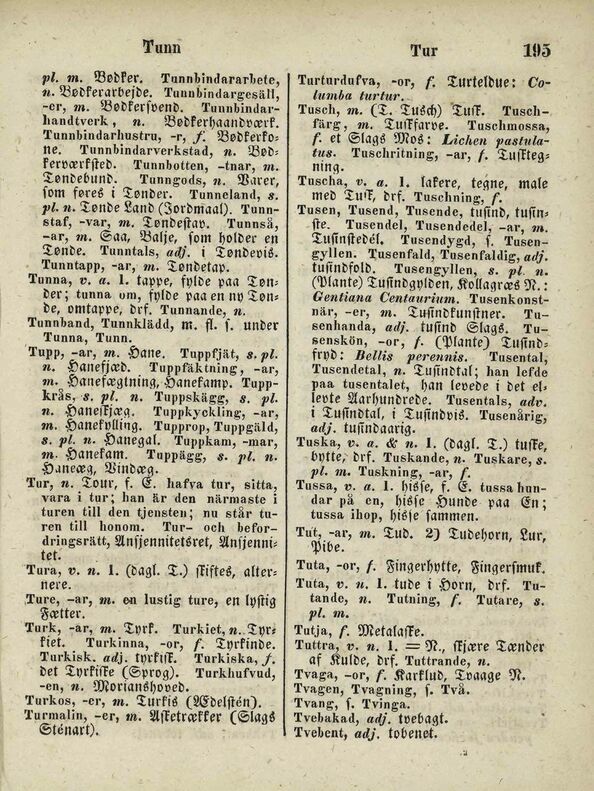 Tunn
Tur 195
pl. m. Bødker. Tunnbindararbete,
n. Bødkerarbejde. Tunnbindargesäll,
-er, m. Bødkersvend. Tunnbindar-
handtverk, n. Bødkerhaandværk.
Tunnbindarhustru, -r, f. Bødkerko-
ne. Tunnbindarverkstad, n. Bød-
kerværksted. Tunnbotten, -tnar, m.
Tøndebund. Tunngods, n. Varer,
som føres i Tønder. Tunneland, s.
pl. n. Tønde Land (Jordmaal). Tunn-
staf, -var, m. Tøndestav. Tunnså,
-ar, m. Saa, Balje, som holder en
Tønde. Tunntals, adj. i Tøndevis.
Tunntapp, -ar, m. Tøndetap.
Tunna, v. a. 1. tappe, fylde paa Tøn-
der; tunna om, fylde paa en ny Tøn-
de, omtappe, drf. Tunnande, n.
Tunnband, Tunnklädd, m. fl. s. under
Tunna, Tunn.
Tupp, -ar, m. Hane. Tuppfjät, s. pl.
n. Hanefjed. Tuppfäktning, -ar,
m. Hanefægtning, Hanekamp. Tupp-
krås, s. pl. n. Tuppskägg, s. pl.
n. Haneskjæg. Tuppkyckling, -ar,
m. Hanekylling. Tupprop, Tuppgäld,
s. pl. n. Hanegal. Tuppkam, -mar,
m. Hanekam. Tuppägg, s. pl. n.
Haneæg, Vindæg.
Tur, n. Tour, f. E. hafva tur, sitta,
vara i tur; han är den närmaste i
turen till den tjensten; nu står tu-
ren till honom. Tur- och befor-
dringsrätt, Ansjennitetsret, Ansjenni-
tet.
Tura, v. n. 1. (dagl. T.) skiftes, alter-
nere.
Ture, -ar, m. en lustig ture, en lystig
Fætter.
Turk, -ar, m. Tyrk. Turkiet, n. Tyr-
kiet. Turkinna, -or, f. Tyrkinde.
Turkisk. adj. tyrkisk. Turkiska, f.
det Tyrkiske (Sprog). Turkhufvud,
-en, n. Morianshoved.
Turkos, -er, m. Turkis (Ædelsten).
Turmalin, -er, m. Asketrækker (Slags
Stenart).
Turturdufva, -or, f. Turteldue: Co-
lumba turtur.
Tusch, m. (T. Tusch) Tusk. Tusch-
färg, m. Tuskfarve. Tuschmossa,
f. et Slags Mos: Lichen pastula-
tus. Tuschritning, -ar, f. Tuskteg-
ning.
Tuscha, v. a. 1. lakere, tegne, male
med Tusk, drf. Tuschning, f.
Tusen, Tusend, Tusende, tusind, tusin-
ste. Tusendel, Tusendedel, -ar, m.
Tusinstedel. Tusendygd, s. Tusen-
gyllen. Tusenfald, Tusenfaldig, adj.
tusindfold. Tusengyllen, s. pl. n.
(Plante) Tusindgylden, Kollagræs N.:
Gentiana Centaurium. Tusenkonst-
när, -er, m. Tusindkunstner. Tu-
senhanda, adj. tusind Slags. Tu-
senskön, -or, f. (Plante) Tusind-
fryd: Bellis perennis. Tusental,
Tusendetal, n. Tusindtal; han lefde
paa tusentalet, han levede i det el-
levte Aarhundrede. Tusentals, adv.
i Tusindtal, i Tusindvis. Tusenårig,
adj. tusindaarig.
Tuska, v. a. & n. 1. (dagl. T.) tuske,
bytte, drf. Tuskande, n. Tuskare, s.
pl. m. Tuskning, -ar, f.
Tussa, v. a. 1. hisse, f. E. tussa hun-
dar på en, hisse Hunde paa En;
tussa ihop, hisse sammen.
Tut, -ar, m. Tud. 2) Tudehorn, Lur,
Pibe.
Tuta, -or, f. Fingerhytte, Fingersmuk.
Tuta, v. n. 1. tude i Horn, drf. Tu-
tande, n. Tutning, f. Tutare, s.
pl. m.
Tutja, f. Metalaske.
Tuttra, v. n. 1. = N., skjære Tænder
af Kulde, drf. Tuttrande, n.
Tvaga, -or, f. Karklud, Tvaage N.
Tvagen, Tvagning, s. Två.
Tvang, s. Tvinga.
Tvebakad, adj. tvebagt.
Tvebent, adj. tobenet.